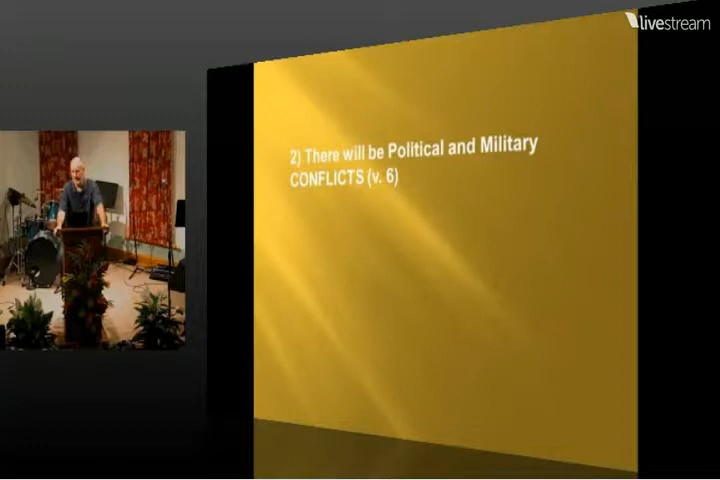 livestream
2) There will be Political and Military
CONFLICTS (v. 6)